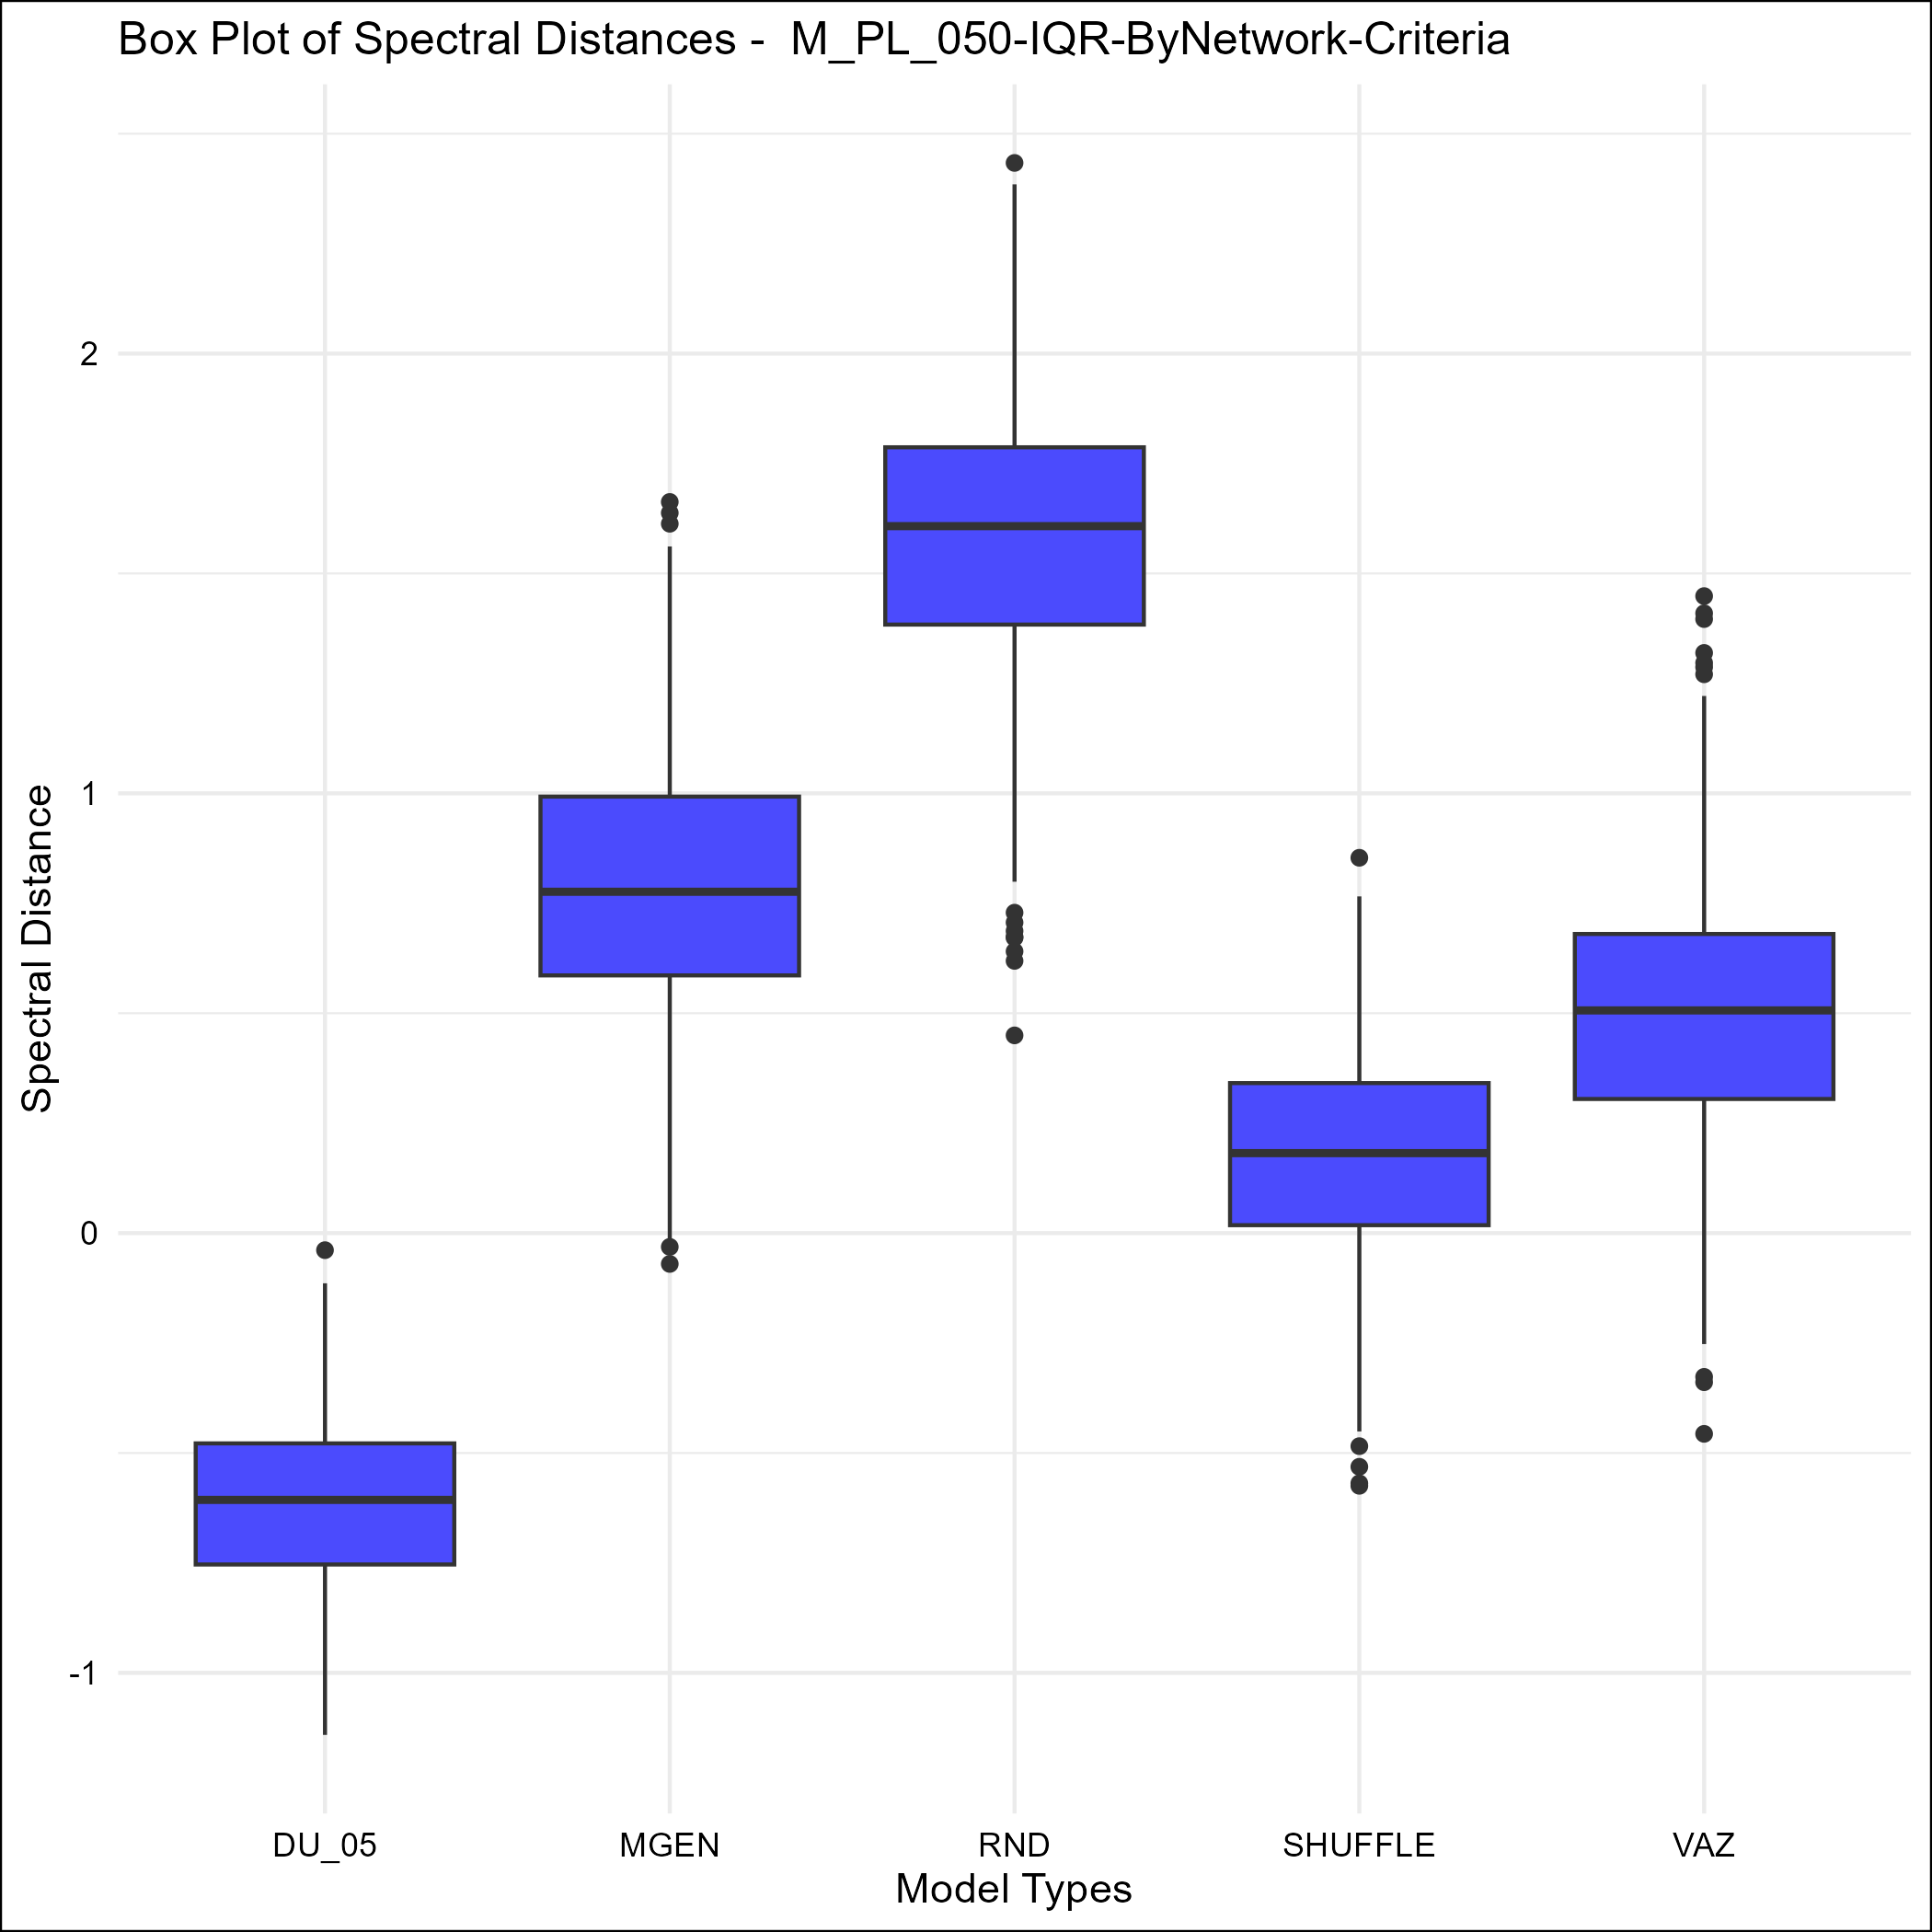 Box Plot of Spectral Distances -  M_PL_050-IQR-ByNetwork-Criteria
Spectral Distance
2
1
0
-1
DU_05
MGEN
RND
SHUFFLE
VAZ
Model Types